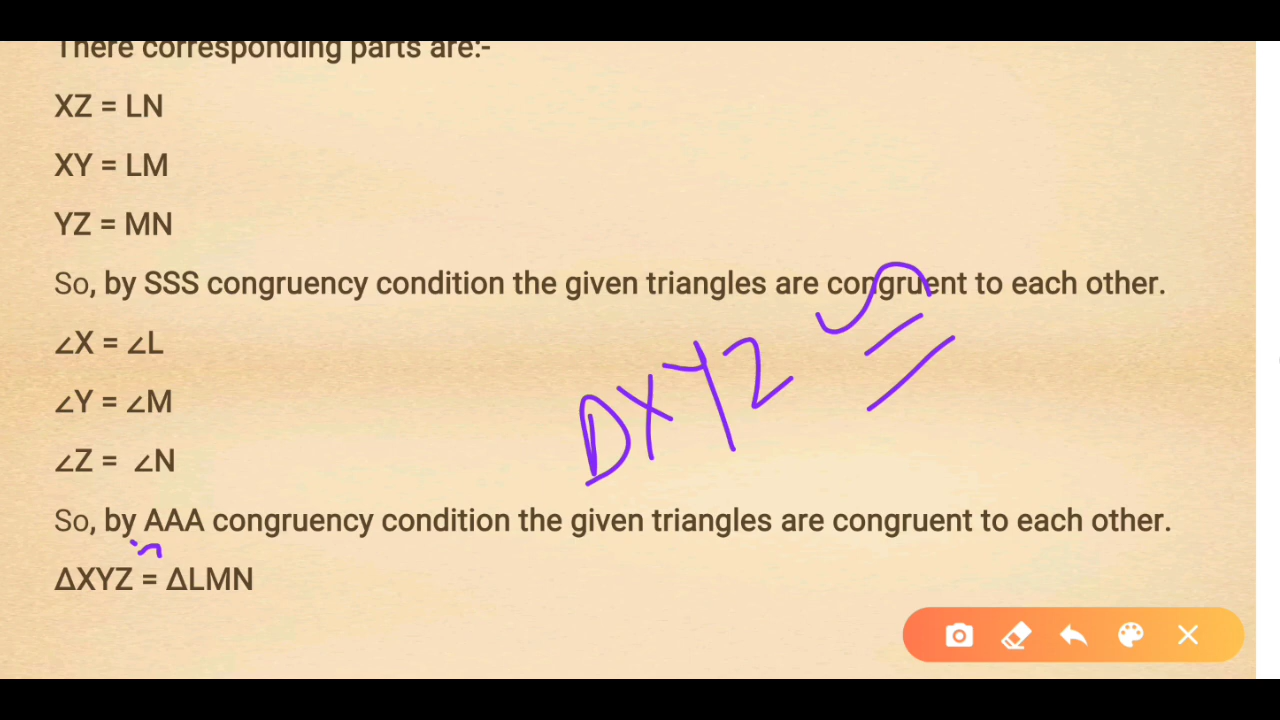 There corresponding parts are:-
XZ = LN
XY = LM
YZ = MN
So, by SSS congruency condition the given triangles are congruent to each other.
∠X = ∠L
∠Y = ∠M
DXYZ ≅
∠Z = ∠N
So, by AAA congruency condition the given triangles are congruent to each other.
ΔXYZ = ΔLMN